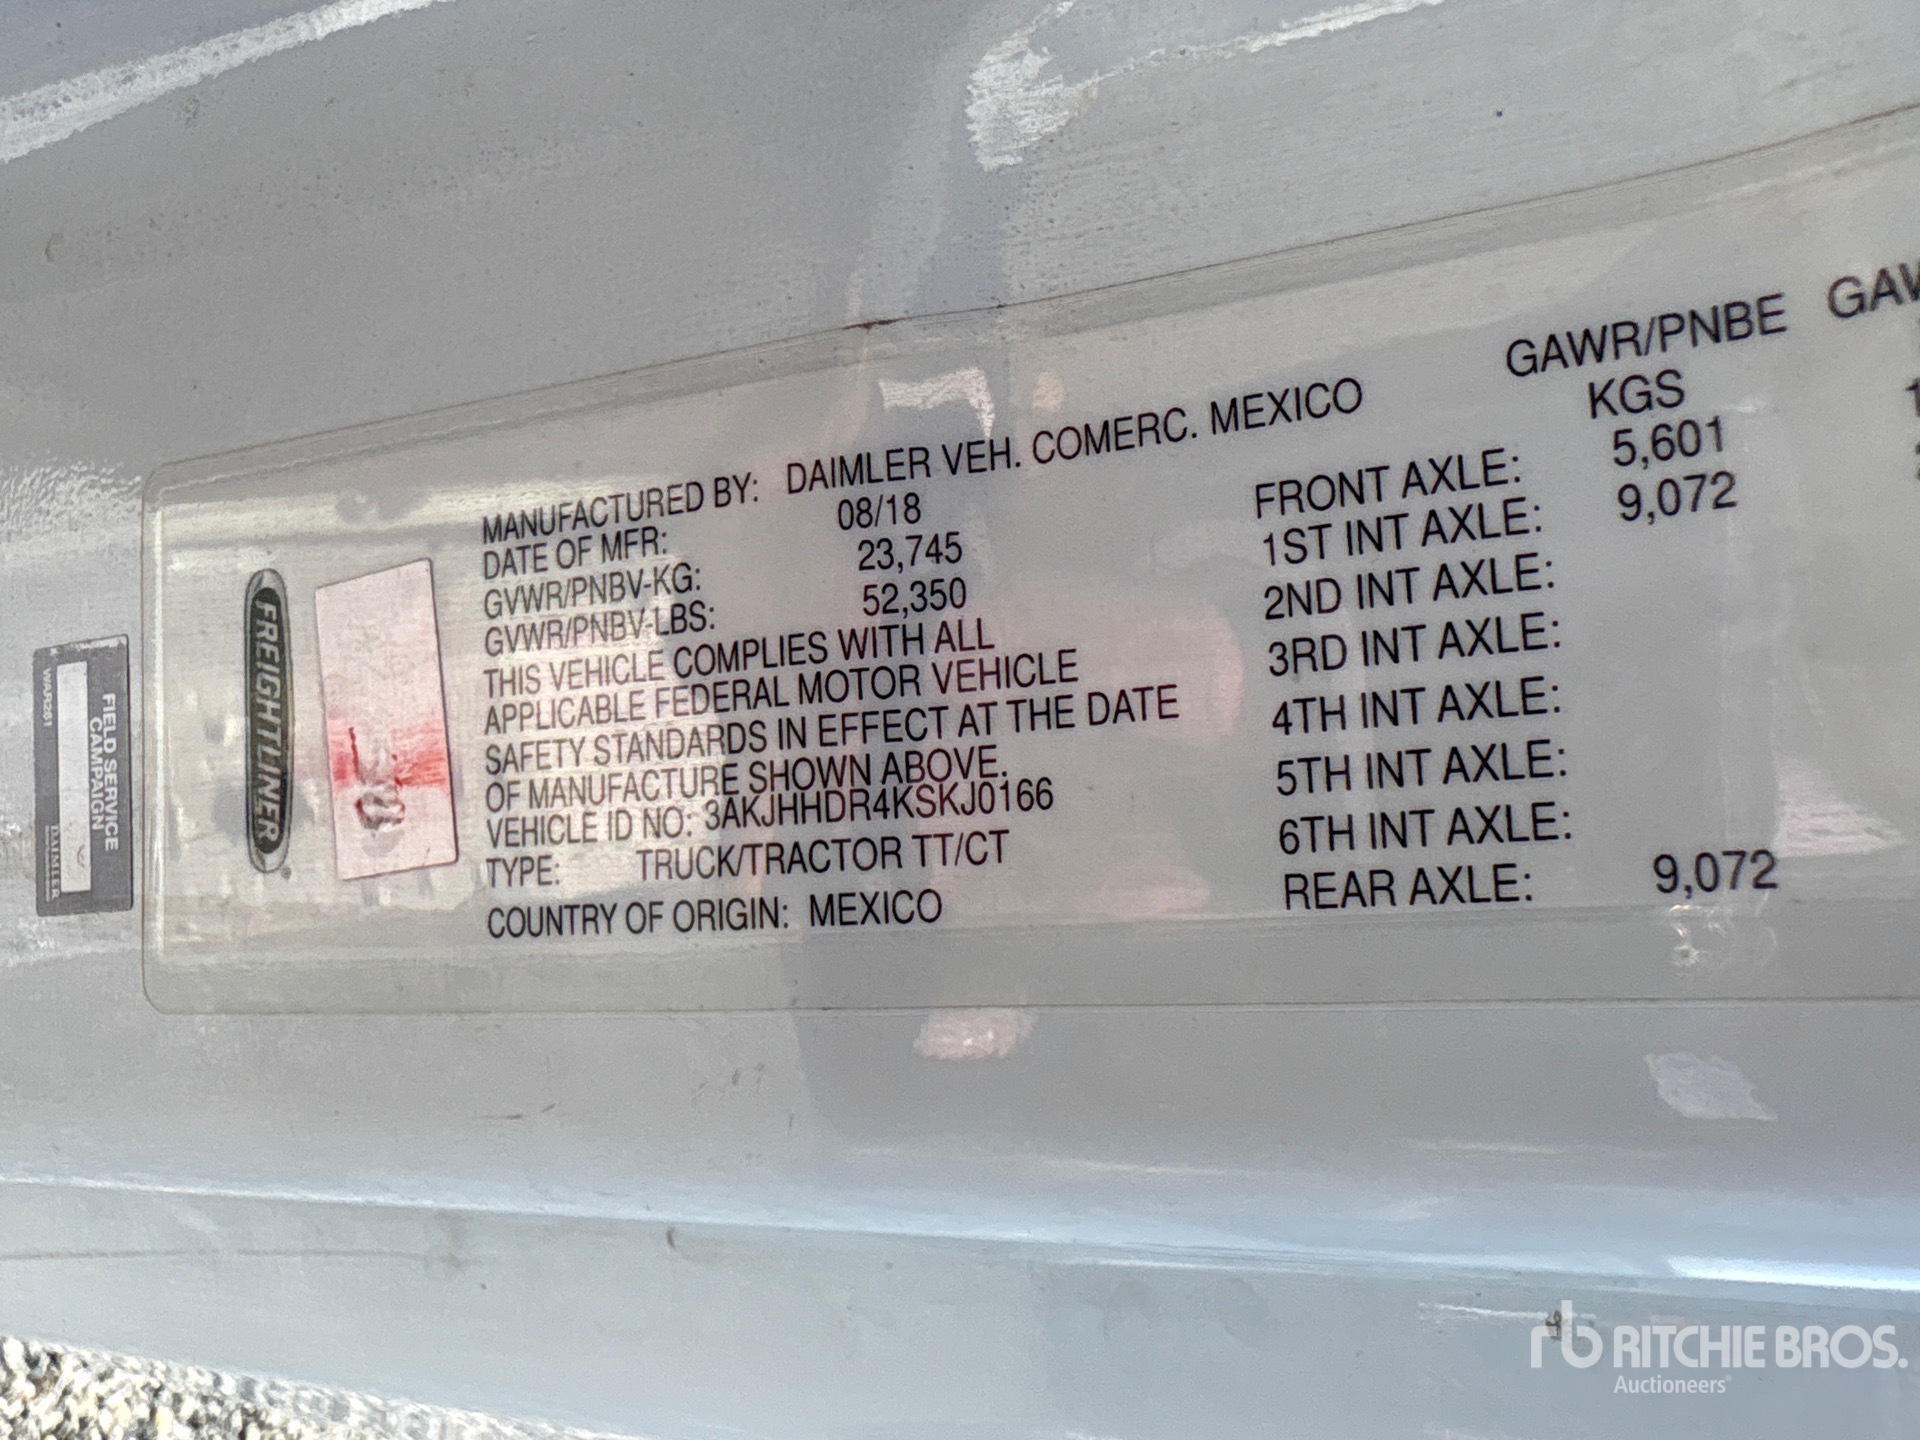 MANUFACTURED BY: DAIMLER VEH. COMERC. MEXICO
DATE OF MFR: 08/18
GVWR/PNBV-KG: 23,745
GVWR/PNBV-LBS: 52,350
THIS VEHICLE COMPLIES WITH ALL
APPLICABLE FEDERAL MOTOR VEHICLE
SAFETY STANDARDS IN EFFECT AT THE DATE
OF MANUFACTURE SHOWN ABOVE.
VEHICLE ID NO: 3AKJHHDR4KSKJ0166
TYPE: TRUCK/TRACTOR TT/CT
COUNTRY OF ORIGIN: MEXICO
GAWR/PNBE GAW
KGS
FRONT AXLE: 5,601
1ST INT AXLE: 9,072
2ND INT AXLE:
3RD INT AXLE:
4TH INT AXLE:
5TH INT AXLE:
6TH INT AXLE:
REAR AXLE: 9,072
FREIGHTLINER
FIELD SERVICE
CAMPAIGN
WAR261
DAIMLER
rb RITCHIE BROS.
Auctioneers